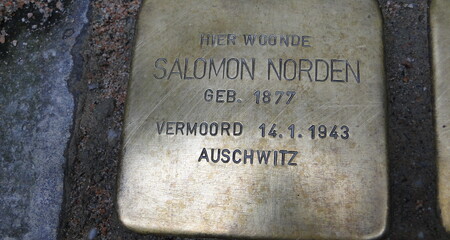 HIER WOONDE
SALOMON NORDEN
GEB. 1877
VERMOORD 14.1.1943
AUSCHWITZ